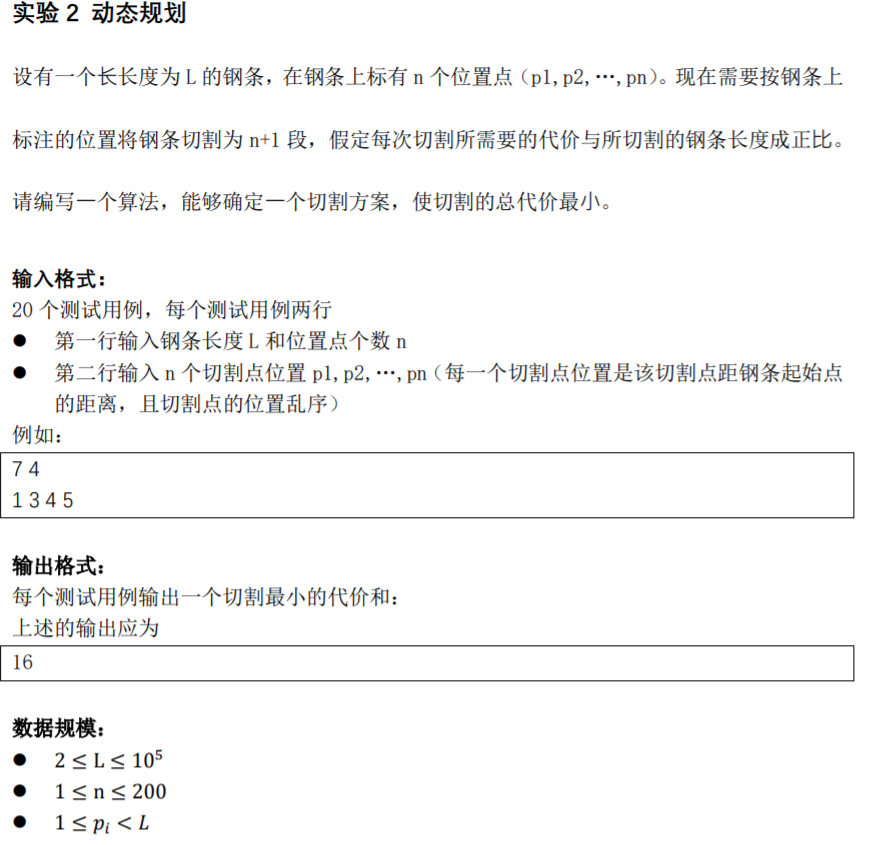 实验 2 动态规划
设有一个长长度为 L 的钢条，在钢条上标有 n 个位置点（p1,p2,…,pn）。现在需要按钢条上
标注的位置将钢条切割为 n+1 段，假定每次切割所需要的代价与所切割的钢条长度成正比。
请编写一个算法，能够确定一个切割方案，使切割的总代价最小。
输入格式：
20 个测试用例，每个测试用例两行
● 第一行输入钢条长度 L 和位置点个数 n
● 第二行输入 n 个切割点位置 p1,p2,…,pn（每一个切割点位置是该切割点距钢条起始点
的距离，且切割点的位置乱序）
例如：
7 4
1 3 4 5
输出格式：
每个测试用例输出一个切割最小的代价和：
上述的输出应为
16
数据规模：
● 2 ≤ L ≤ 10⁵
● 1 ≤ n ≤ 200
● 1 ≤ pᵢ < L